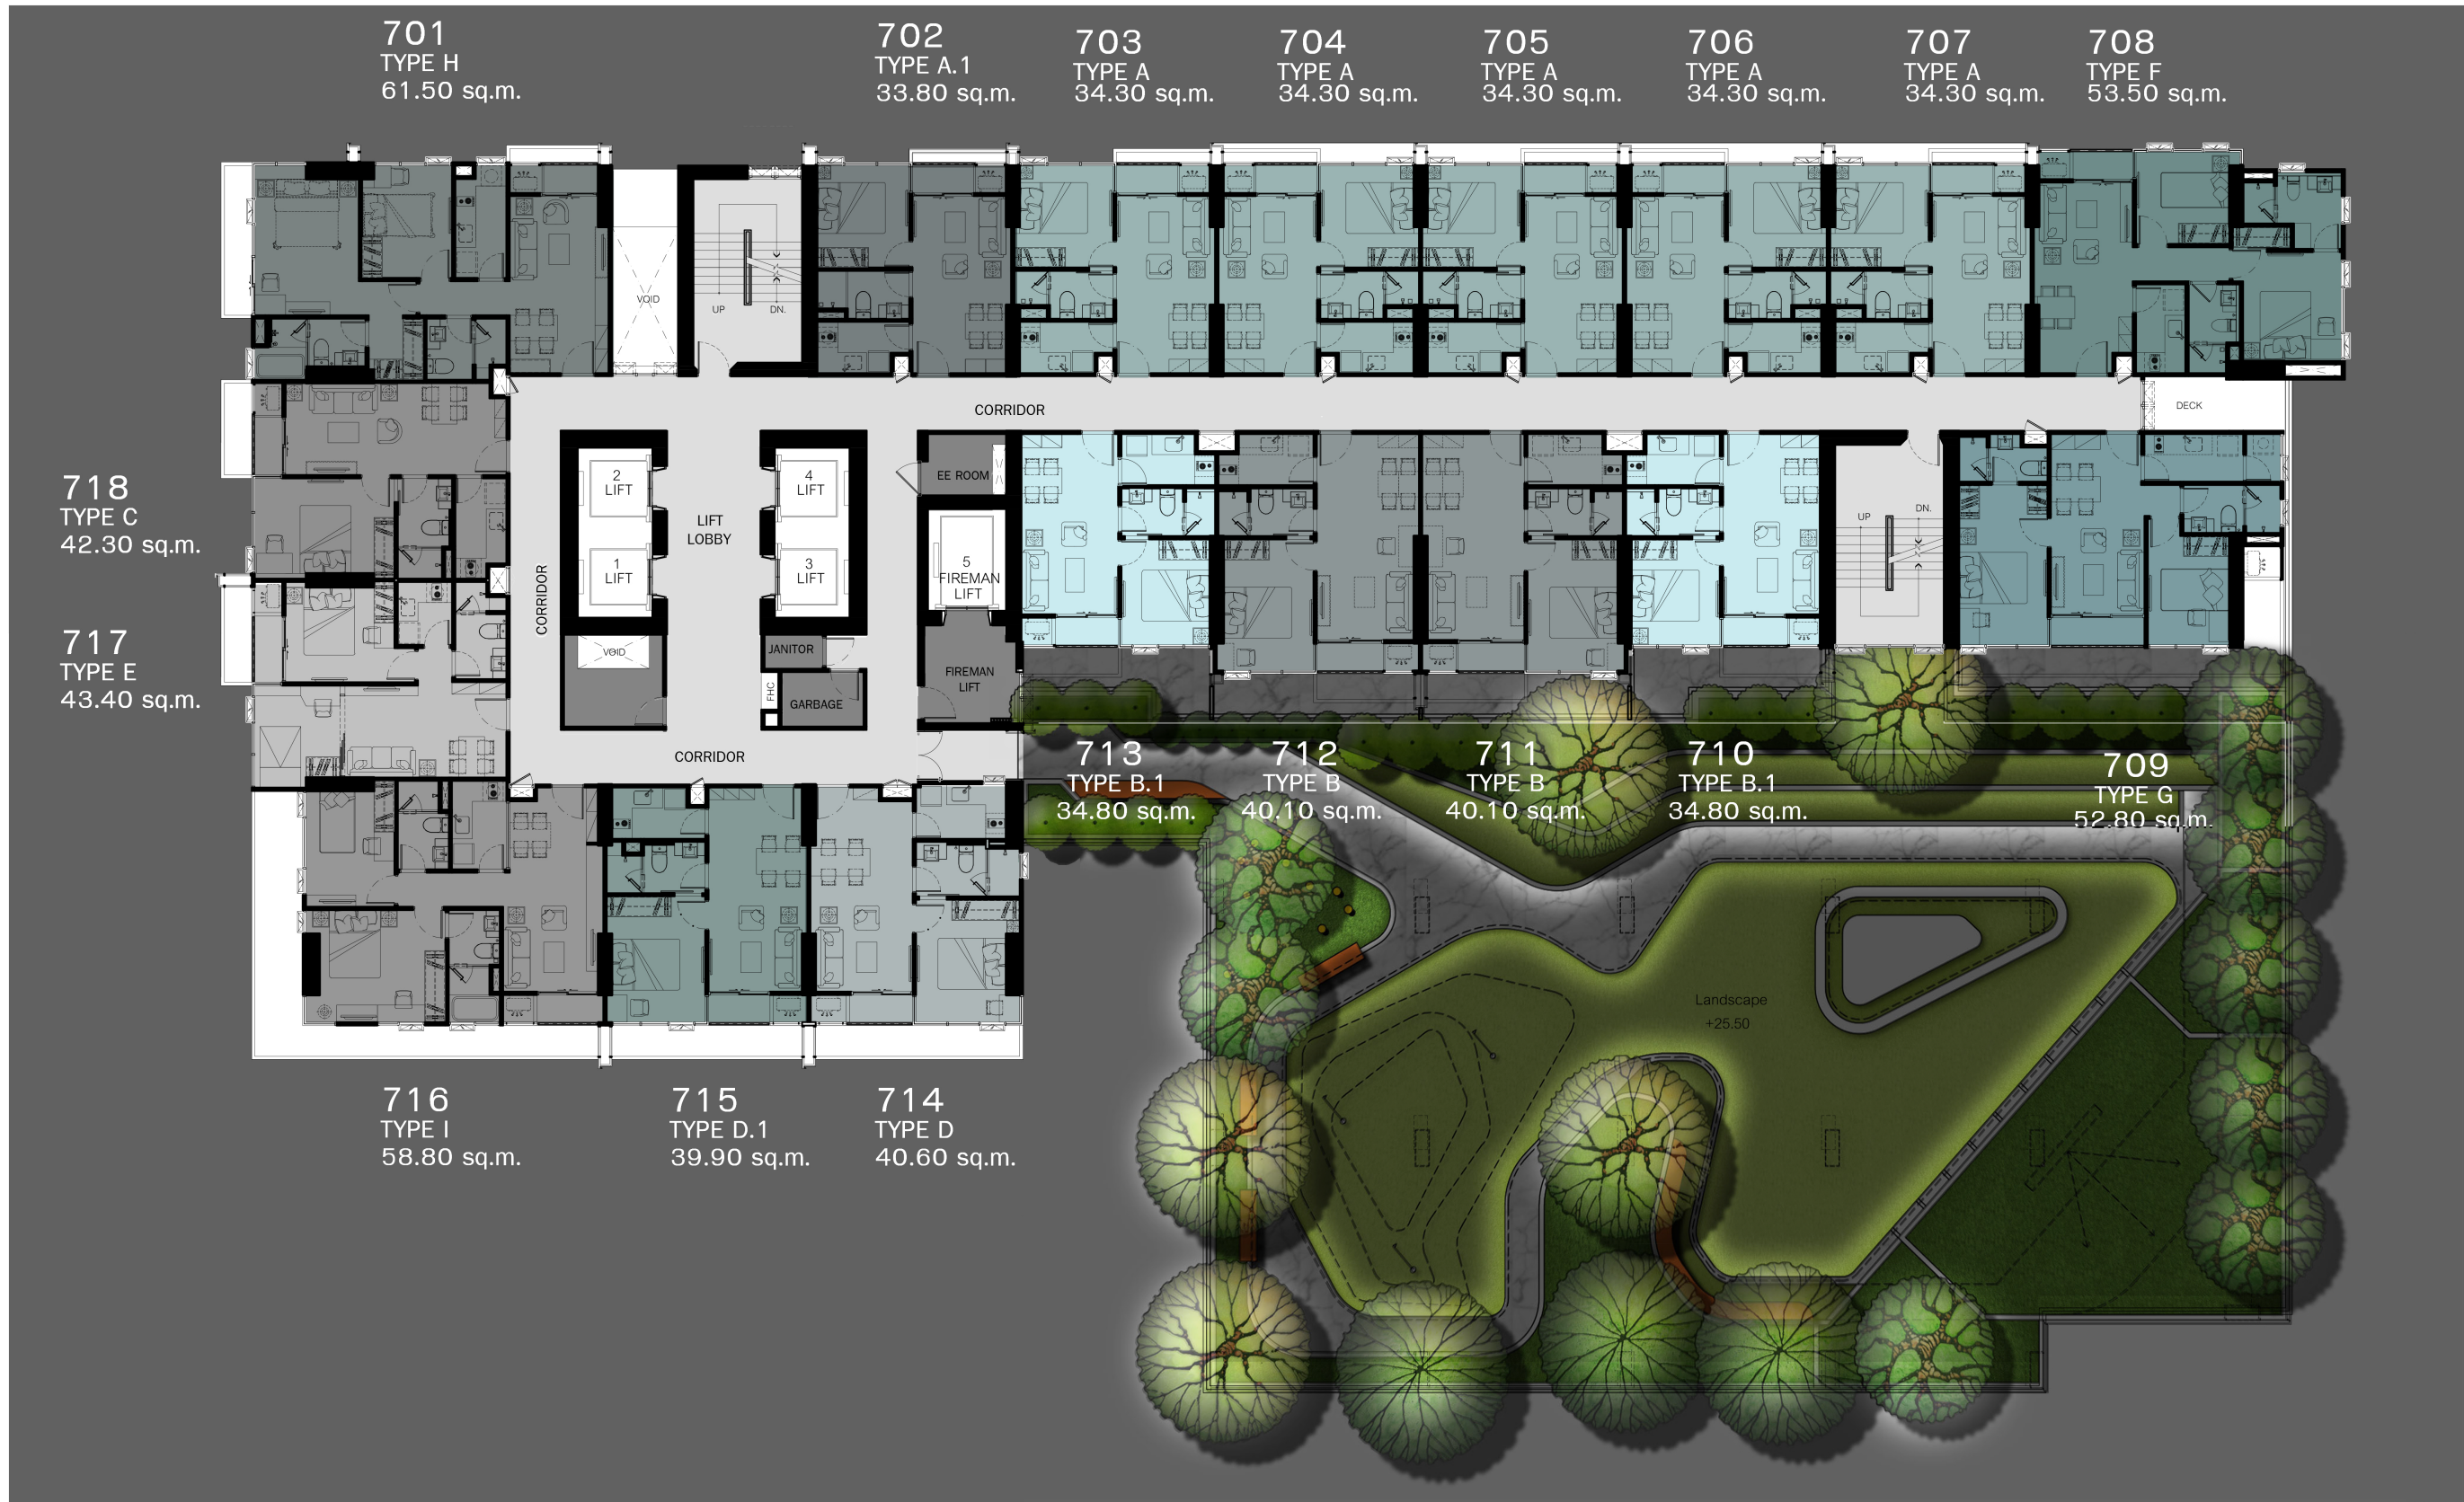 701
TYPE H
61.50 sq.m.
702
TYPE A.1
33.80 sq.m.
703
TYPE A
34.30 sq.m.
704
TYPE A
34.30 sq.m.
705
TYPE A
34.30 sq.m.
706
TYPE A
34.30 sq.m.
707
TYPE A
34.30 sq.m.
708
TYPE F
53.50 sq.m.
VOID
UP
DN.
CORRIDOR
DECK
718
TYPE C
42.30 sq.m.
2
LIFT
4
LIFT
EE ROOM
LIFT
LOBBY
UP
DN.
1
LIFT
3
LIFT
5
FIREMAN
LIFT
CORRIDOR
717
TYPE E
43.40 sq.m.
VOID
JANITOR
FHC
GARBAGE
FIREMAN
LIFT
CORRIDOR
713
TYPE B.1
34.80 sq.m.
712
TYPE B
40.10 sq.m.
711
TYPE B
40.10 sq.m.
710
TYPE B.1
34.80 sq.m.
709
TYPE G
52.80 sq.m.
Landscape
+25.50
716
TYPE I
58.80 sq.m.
715
TYPE D.1
39.90 sq.m.
714
TYPE D
40.60 sq.m.